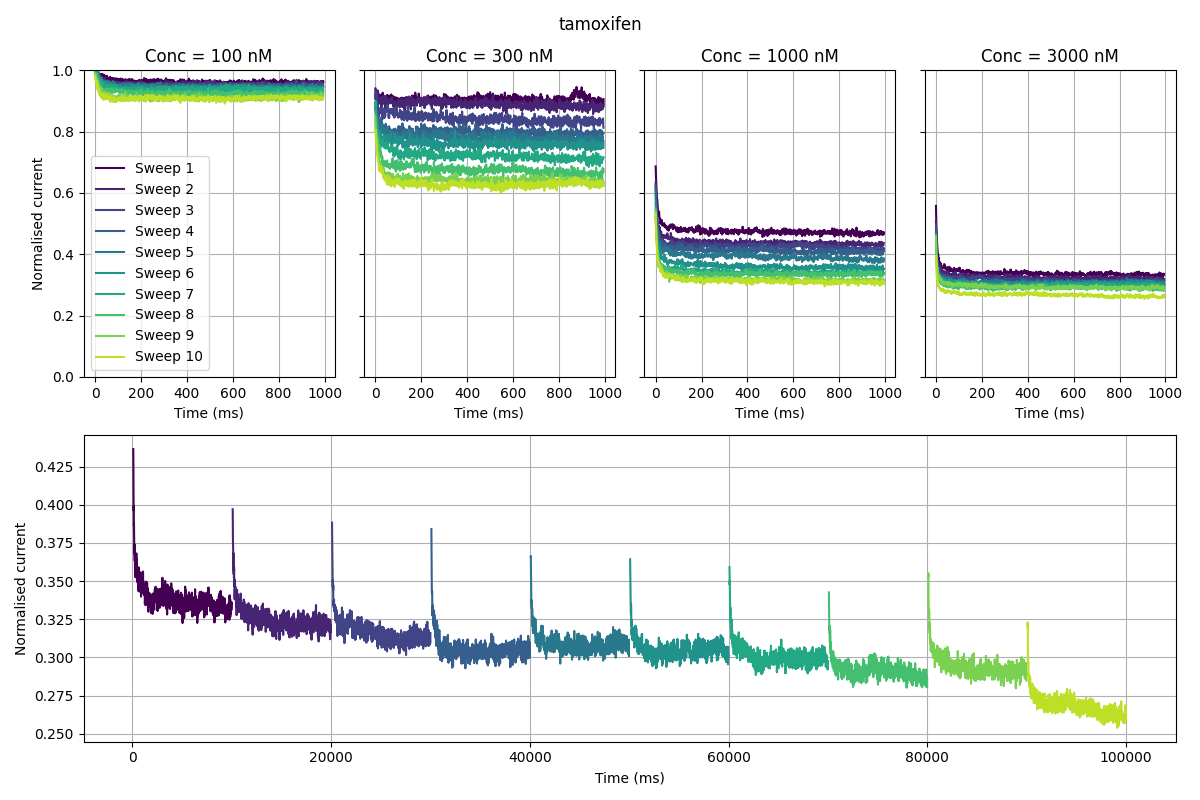 tamoxifen
Conc = 100 nM
Conc = 300 nM
Conc = 1000 nM
Conc = 3000 nM
Normalised current
1.0
0.8
0.6
0.4
0.2
0.0
Sweep 1
Sweep 2
Sweep 3
Sweep 4
Sweep 5
Sweep 6
Sweep 7
Sweep 8
Sweep 9
Sweep 10
0 200 400 600 800 1000
0 200 400 600 800 1000
0 200 400 600 800 1000
0 200 400 600 800 1000
Time (ms)
Time (ms)
Time (ms)
Time (ms)
Normalised current
0.425
0.400
0.375
0.350
0.325
0.300
0.275
0.250
0 20000 40000 60000 80000 100000
Time (ms)